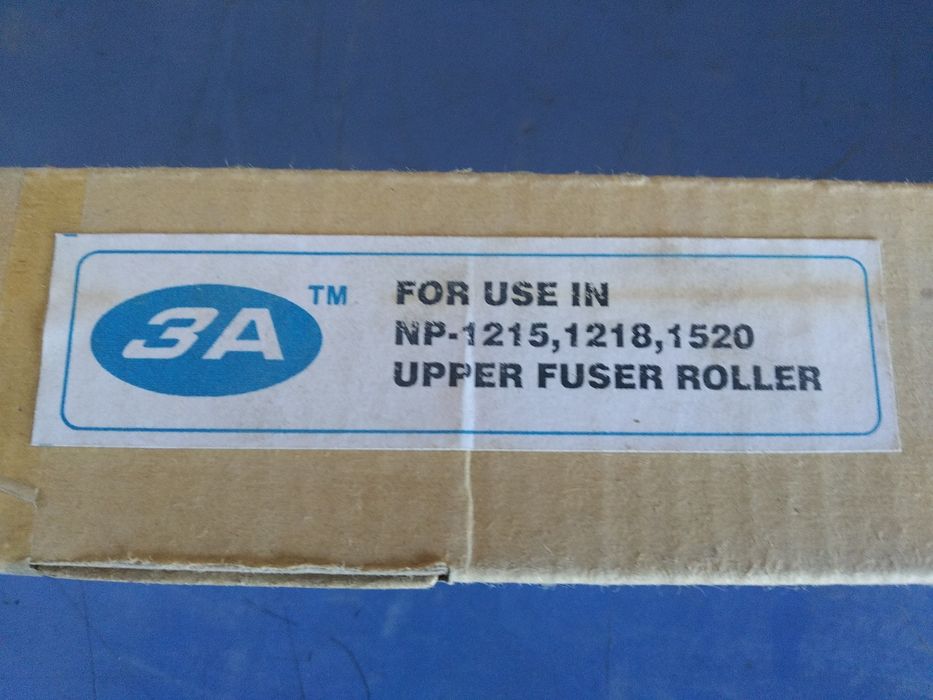 3A TM
FOR USE IN
NP-1215,1218,1520
UPPER FUSER ROLLER